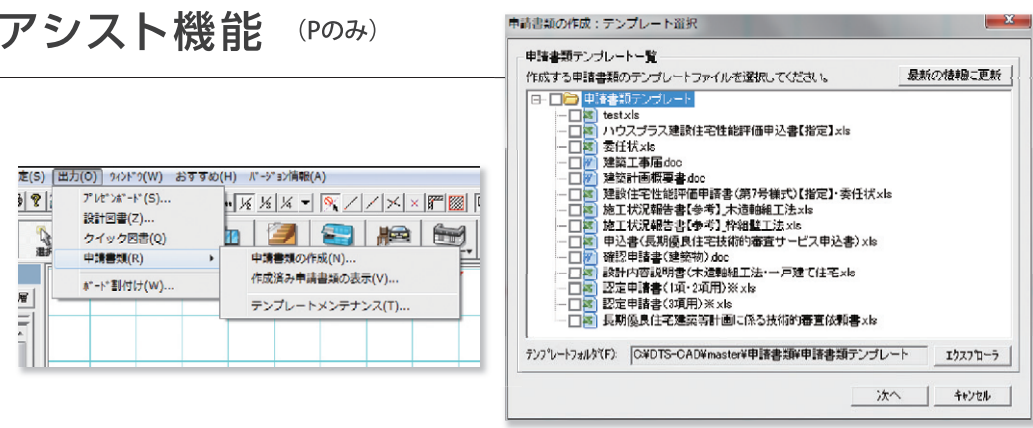 アシスト機能 (Pのみ)
定(S) 出力(O) ウィンドウ(W) おすすめ(H) バージョン情報(A)
プレゼンボード(S)...
設計図書(Z)...
クイック図書(Q)
申請書類(R)
ボード割付け(W)...
申請書類の作成(N)...
作成済み申請書類の表示(V)...
テンプレートメンテナンス(T)...
申請書類の作成：テンプレート選択
申請書類テンプレート一覧
作成する申請書類のテンプレートファイルを選択してください。
最新の情報に更新
申請書類テンプレート
test.xls
ハウスプラス建設住宅性能評価申込書【指定】.xls
委任状.xls
建築工事届.doc
建築計画概要書.doc
建設住宅性能評価申請書(第7号様式)【指定】・委任状.xls
施工状況報告書【参考】_木造軸組工法.xls
施工状況報告書【参考】_枠組壁工法.xls
申込書(長期優良住宅技術的審査サービス申込書).xls
確認申請書(建築物).doc
設計内容説明書(木造軸組工法・一戸建て住宅.xls
認定申請書(1項・2項用)※.xls
認定申請書(3項用)※.xls
長期優良住宅建築等計画に係る技術的審査依頼書.xls
テンプレートフォルダ(F): C:¥DTS-CAD¥master¥申請書類¥申請書類テンプレート エクスプローラ
次へ キャンセル